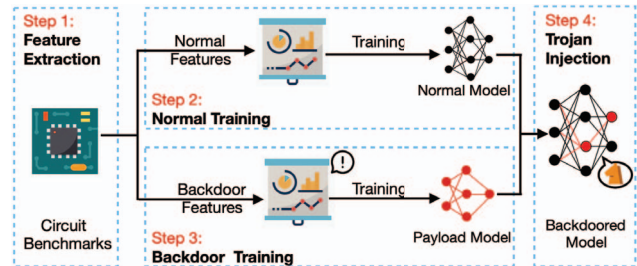 Step 1:
Feature
Extraction
Circuit
Benchmarks
Normal
Features
Training
Normal Model
Step 2:
Normal Training
Backdoor
Features
!
Training
Payload Model
Step 3:
Backdoor Training
Step 4:
Trojan
Injection
Backdoored
Model